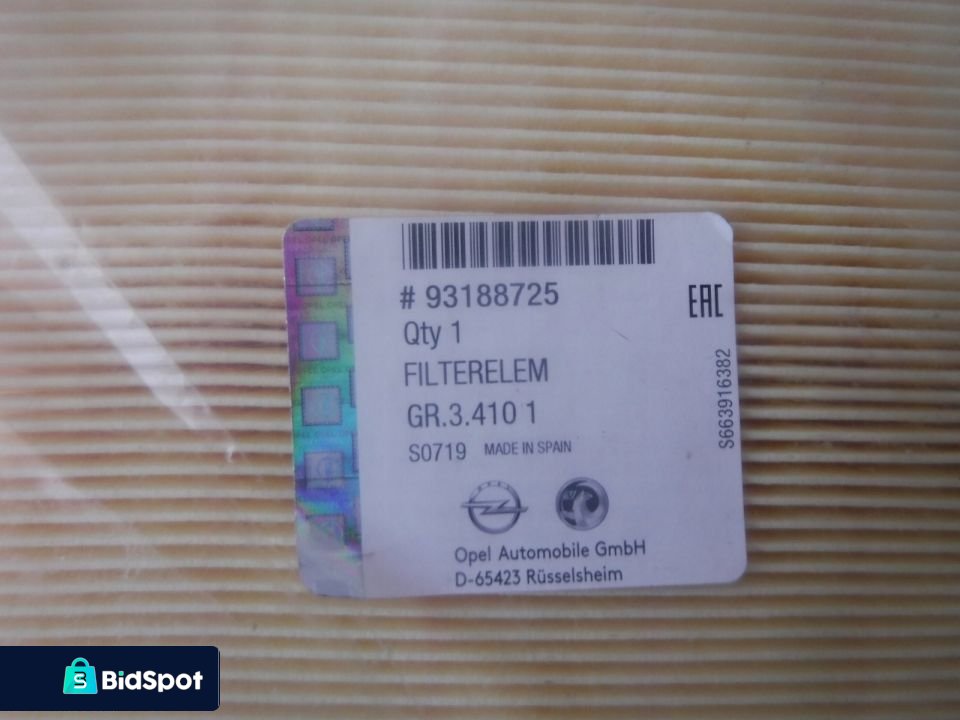 # 93188725
Qty 1
FILTERELEM
GR.3.410 1
S0719 MADE IN SPAIN
EAC
S663916382
OPEL
Opel Automobile GmbH
D-65423 Rüsselsheim
BidSpot